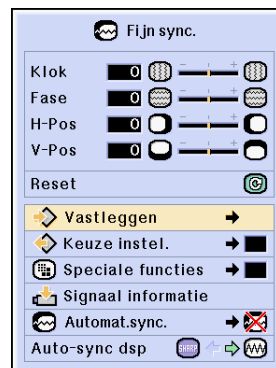 Fijn sync.
Klok 0 - +
Fase 0 - +
H-Pos 0 - +
V-Pos 0 - +
Reset
Vastleggen
Keuze instel.
Speciale functies
Signaal informatie
Automat.sync.
Auto-sync dsp SHARP